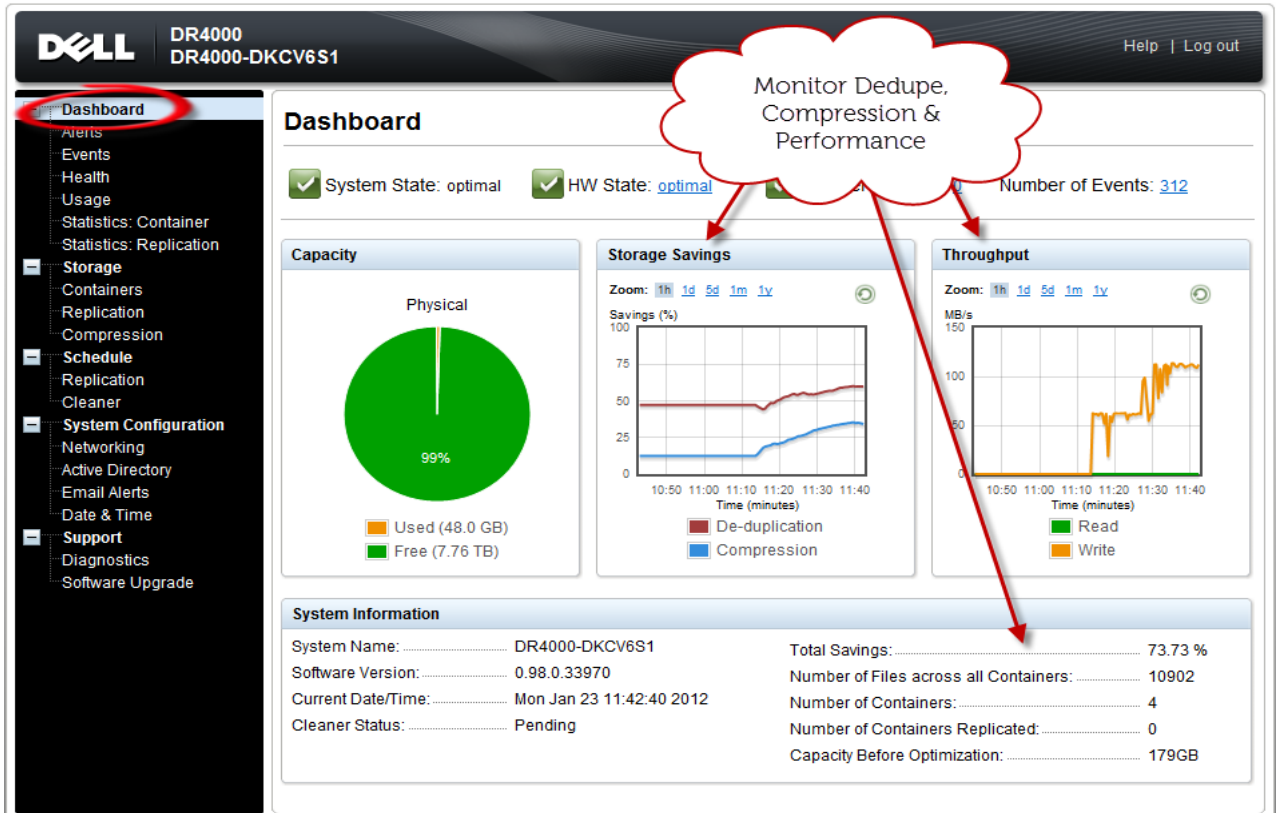 DELL
DR4000
DR4000-DKCV6S1
Help | Log out
Monitor Dedupe,
Compression &
Performance
Dashboard
Alerts
Events
Health
Usage
Statistics: Container
Statistics: Replication
Storage
Containers
Replication
Compression
Schedule
Replication
Cleaner
System Configuration
Networking
Active Directory
Email Alerts
Date & Time
Support
Diagnostics
Software Upgrade
Dashboard
System State: optimal
HW State: optimal
Number of Events: 312
Capacity
Physical
99%
Used (48.0 GB)
Free (7.76 TB)
Storage Savings
Zoom: 1h 1d 5d 1m 1y
Savings (%)
100
75
50
25
0
10:50 11:00 11:10 11:20 11:30 11:40
Time (minutes)
De-duplication
Compression
Throughput
Zoom: 1h 1d 5d 1m 1y
MB/s
150
100
50
0
10:50 11:00 11:10 11:20 11:30 11:40
Time (minutes)
Read
Write
System Information
System Name: DR4000-DKCV6S1
Software Version: 0.98.0.33970
Current Date/Time: Mon Jan 23 11:42:40 2012
Cleaner Status: Pending
Total Savings: 73.73 %
Number of Files across all Containers: 10902
Number of Containers: 4
Number of Containers Replicated: 0
Capacity Before Optimization: 179GB